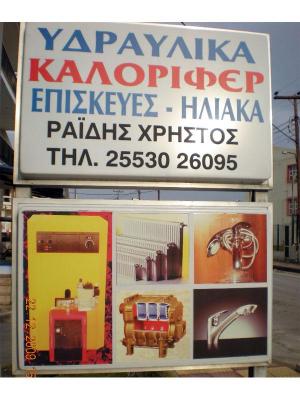 ΥΔΡΑΥΛΙΚΑ
ΚΑΛΟΡΙΦΕΡ
ΕΠΙΣΚΕΥΕΣ - ΗΛΙΑΚΑ
ΡΑΪΔΗΣ ΧΡΗΣΤΟΣ
ΤΗΛ. 25530 26095